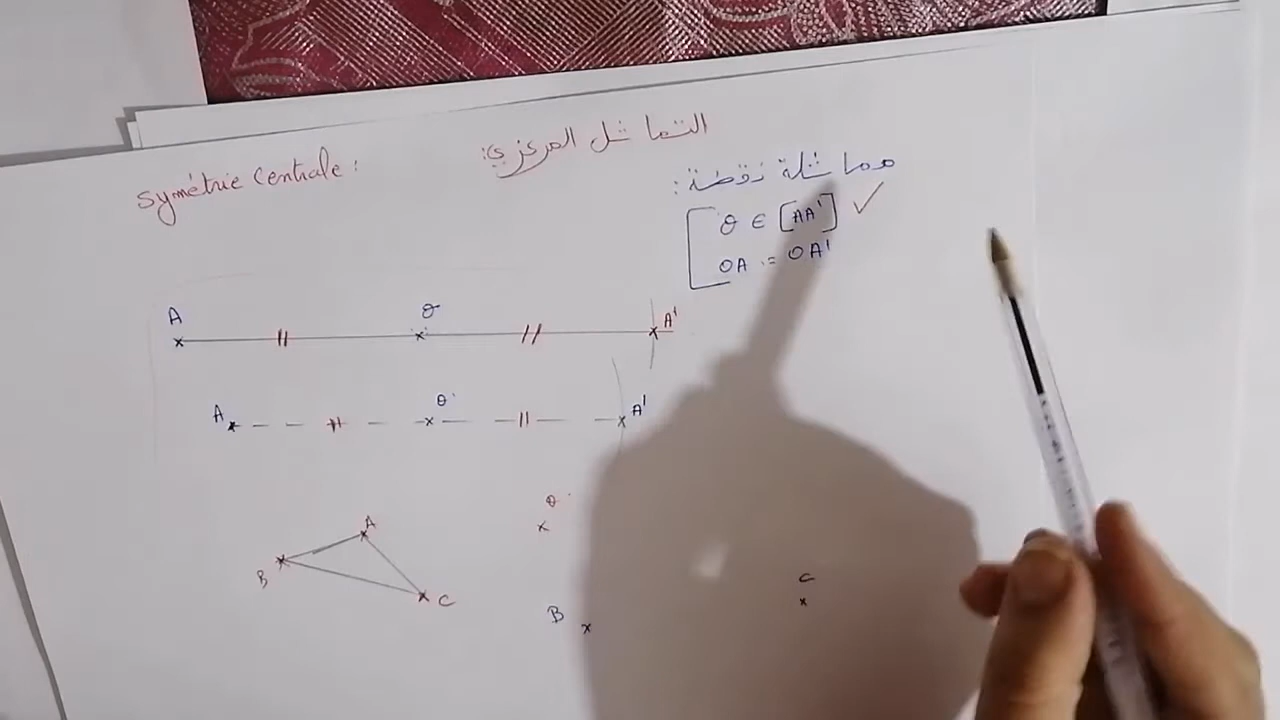 Symétrie Centrale :
التماثل المركزي:
مماثلة نقطة :
O ∈ [AA'] ✓
OA = OA'
A O A'
A O A'
A B C
O
B C